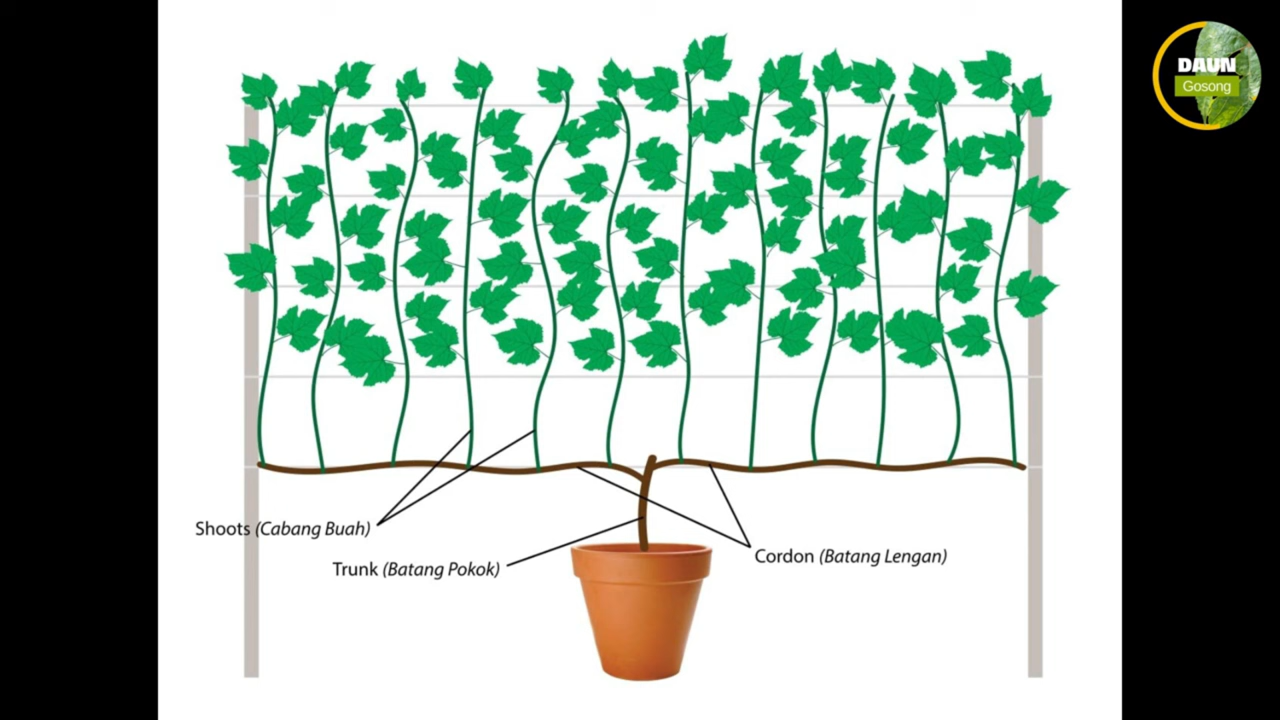 DAUN
Gosong
Shoots (Cabang Buah)
Trunk (Batang Pokok)
Cordon (Batang Lengan)